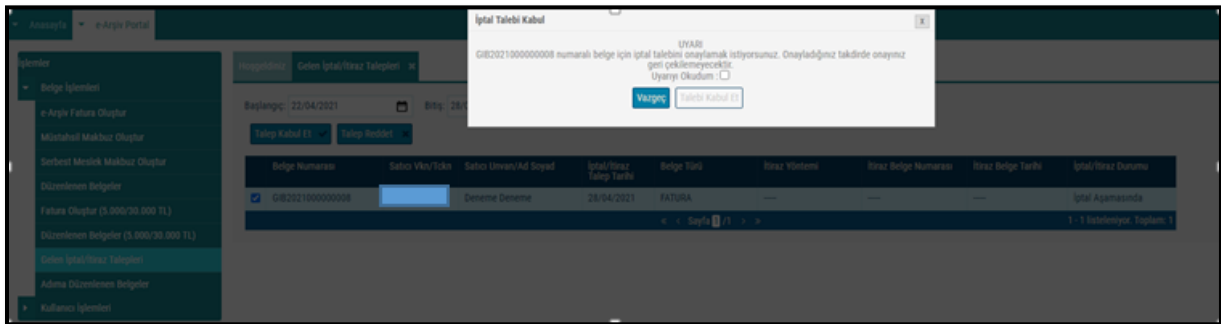 Anasayfa
e-Arşiv Portal
İşlemler
Belge İşlemleri
e-Arşiv Fatura Oluştur
Müstahsil Makbuz Oluştur
Serbest Meslek Makbuz Oluştur
Düzenlenen Belgeler
Fatura Oluştur (5.000/30.000 TL)
Düzenlenen Belgeler (5.000/30.000 TL)
Gelen İptal/İtiraz Talepleri
Adıma Düzenlenen Belgeler
Kullanıcı İşlemleri
Hoşgeldiniz Gelen İptal/İtiraz Talepleri x
Başlangıç: 22/04/2021 Bitiş: 28/
Talep Kabul Et Talep Reddet
Belge Numarası Satıcı Vkn/Tckn Satıcı Unvan/Ad Soyad İptal/İtiraz Talep Tarihi Belge Türü İtiraz Yöntemi İtiraz Belge Numarası İtiraz Belge Tarihi İptal/İtiraz Durumu
GIB2021000000008 Deneme Deneme 28/04/2021 FATURA ---- ---- ---- İptal Aşamasında
« < Sayfa 1 /1 > »
1 - 1 listeleniyor. Toplam: 1
İptal Talebi Kabul x
UYARI
GIB2021000000008 numaralı belge için iptal talebini onaylamak istiyorsunuz. Onayladığınız takdirde onayınız
geri çekilemeyecektir.
Uyarıyı Okudum :
Vazgeç Talebi Kabul Et